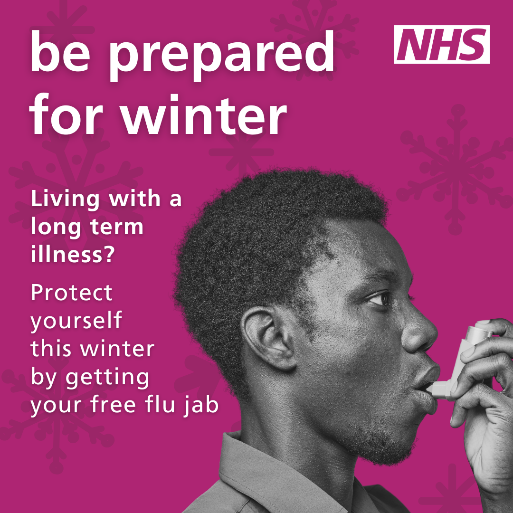 be prepared
for winter
NHS
Living with a
long term
illness?
Protect
yourself
this winter
by getting
your free flu jab